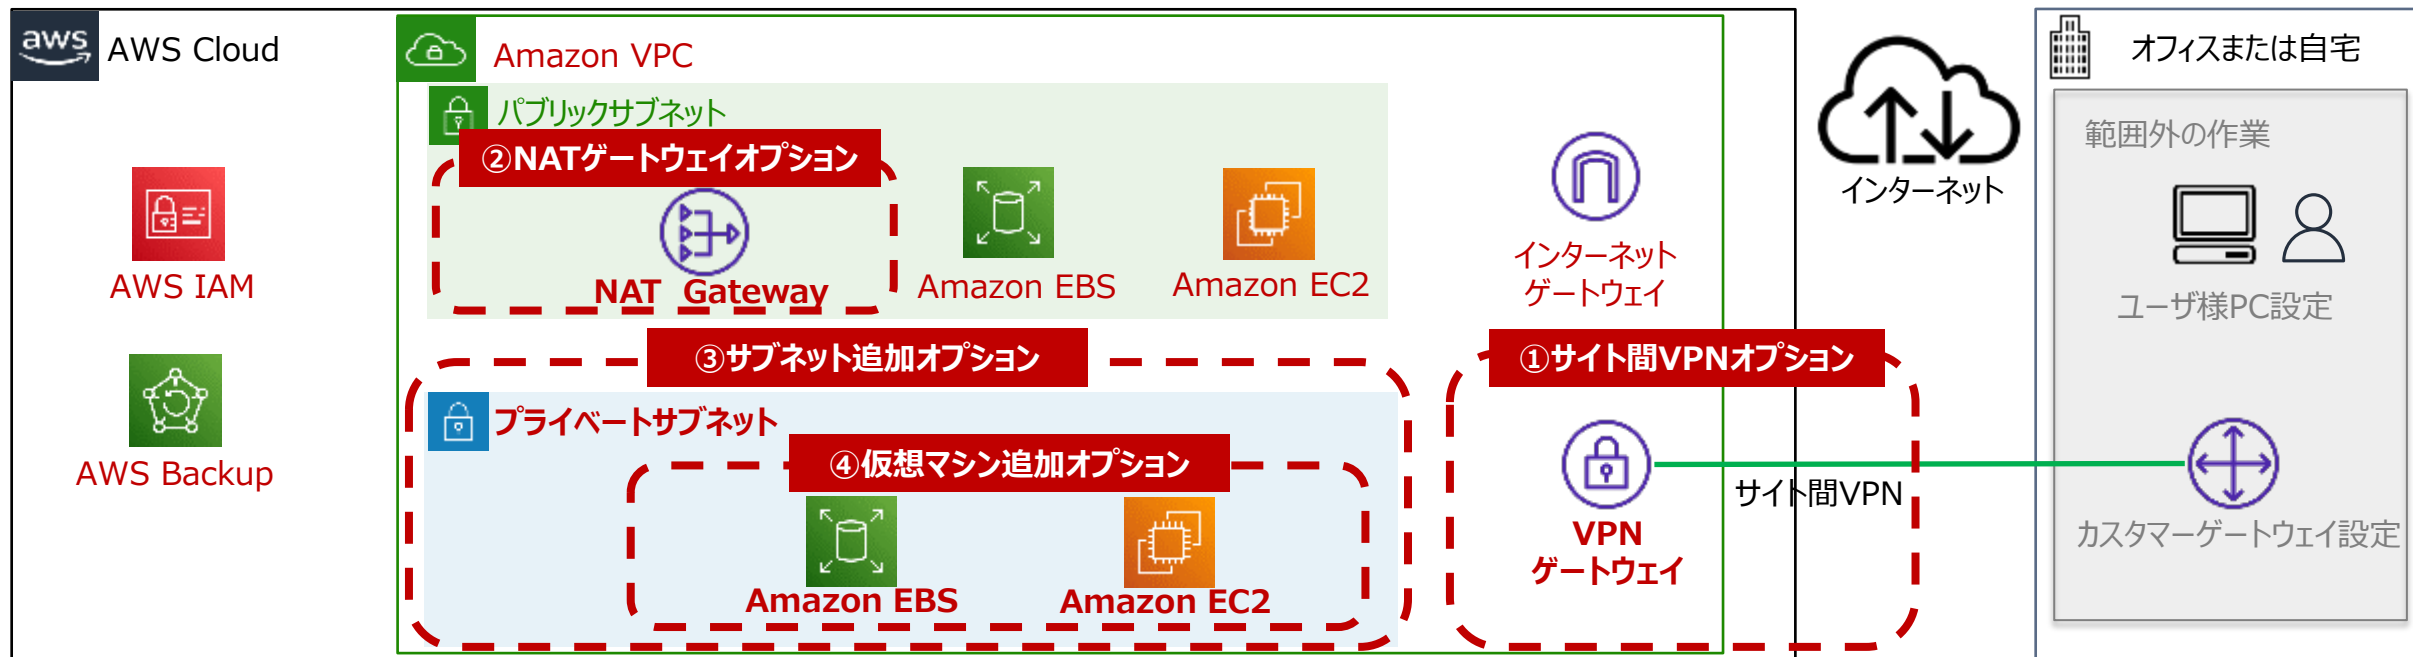 aws
AWS Cloud
Amazon VPC
パブリックサブネット
②NATゲートウェイオプション
NAT Gateway
Amazon EBS
Amazon EC2
インターネット
ゲートウェイ
AWS IAM
AWS Backup
③サブネット追加オプション
プライベートサブネット
④仮想マシン追加オプション
Amazon EBS
Amazon EC2
①サイト間VPNオプション
VPN
ゲートウェイ
サイト間VPN
インターネット
オフィスまたは自宅
範囲外の作業
ユーザ様PC設定
カスタマーゲートウェイ設定